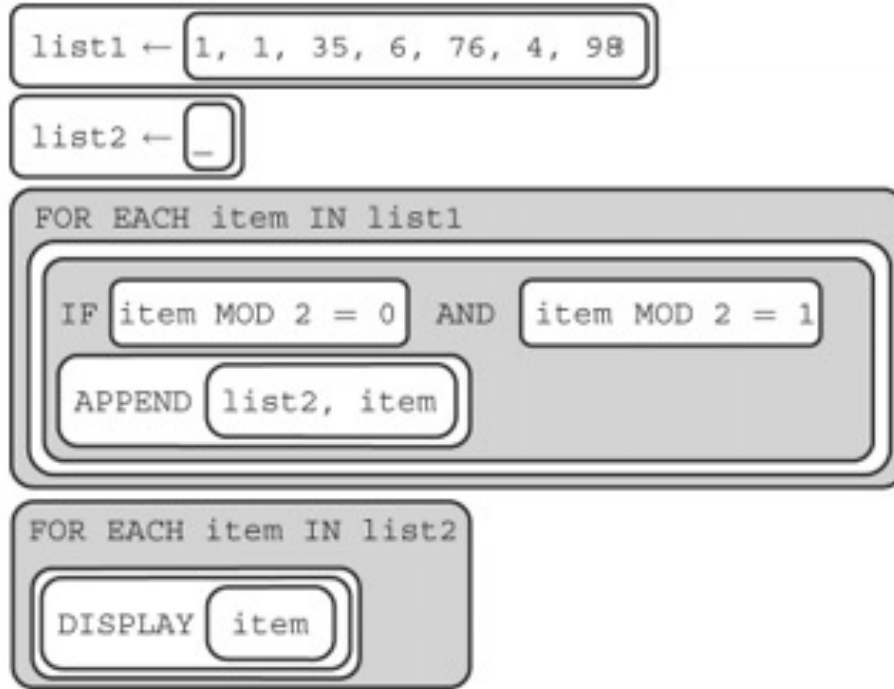 list1 ← 1, 1, 35, 6, 76, 4, 98
list2 ← _
FOR EACH item IN list1
IF item MOD 2 = 0 AND item MOD 2 = 1
APPEND list2, item
FOR EACH item IN list2
DISPLAY item